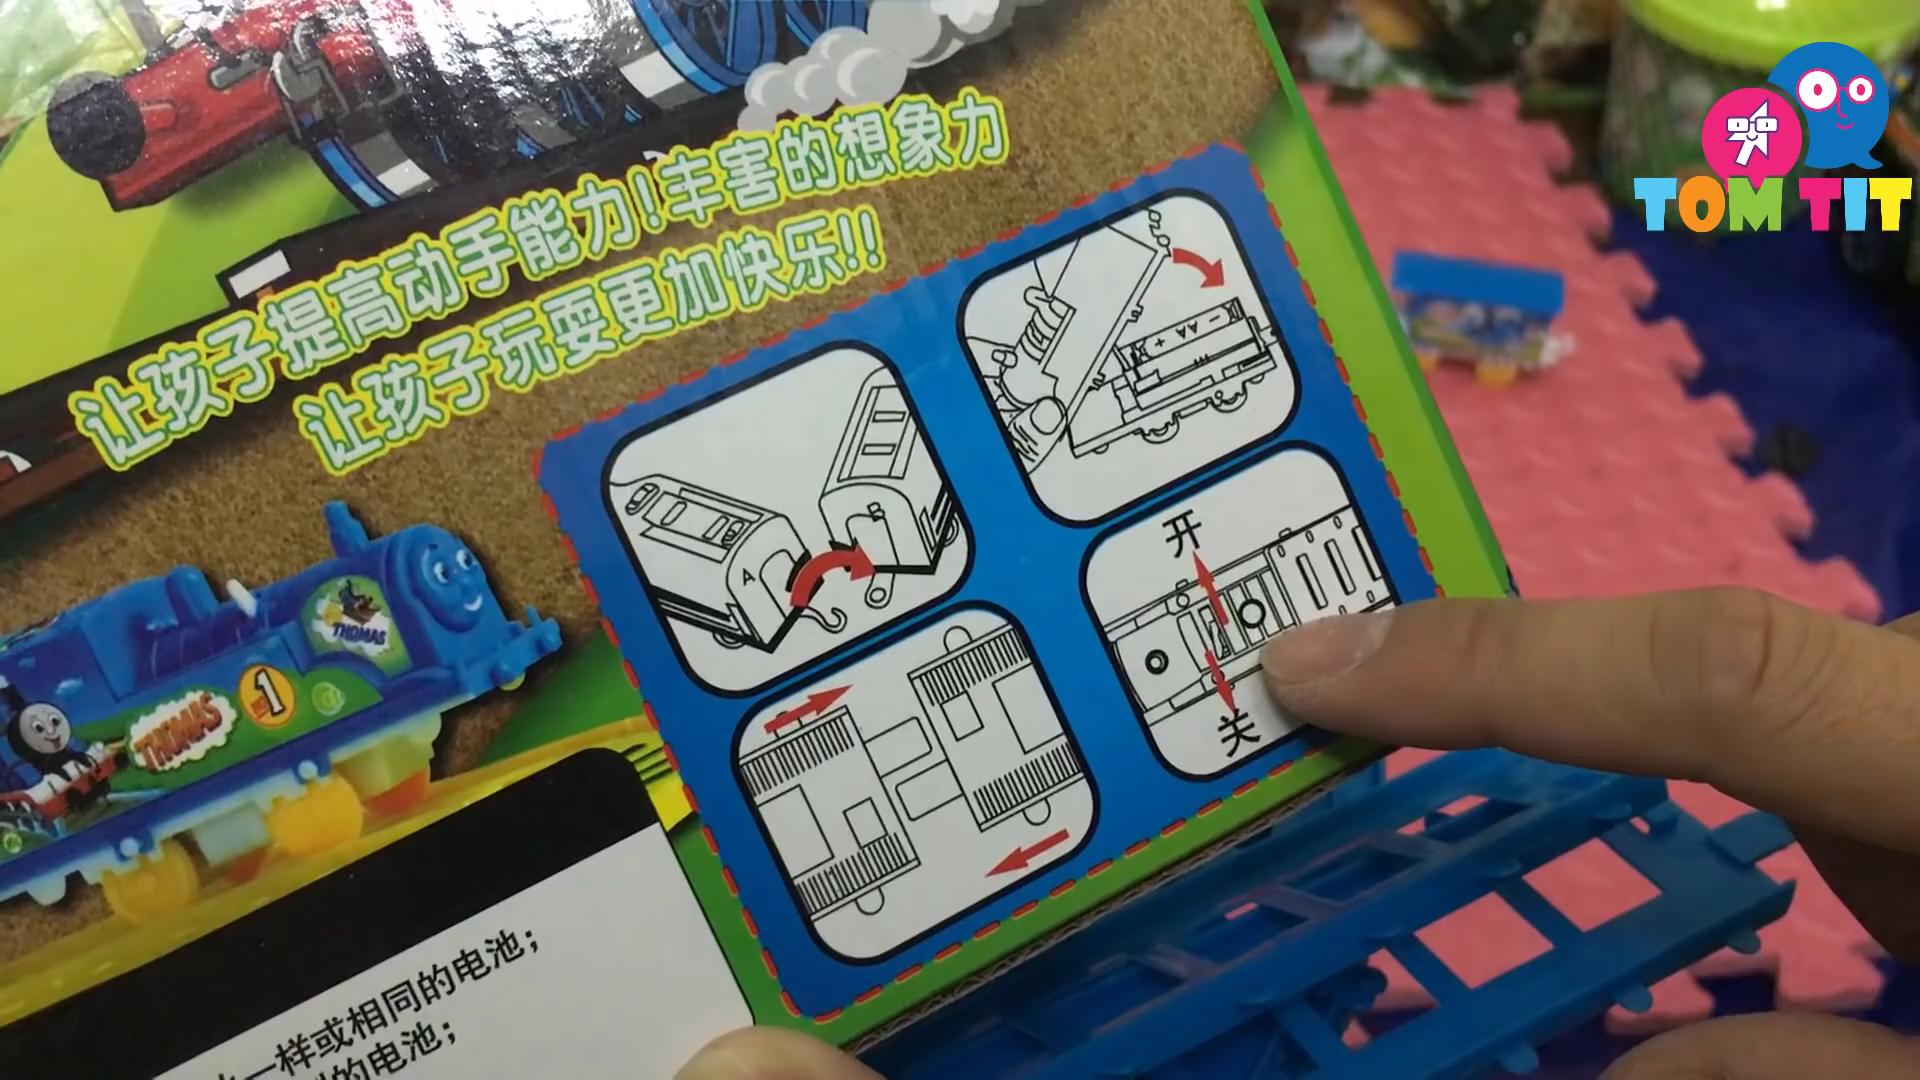 TOM TIT
让孩子提高动手能力!丰害的想象力
让孩子玩耍更加快乐!!
AA
A
开
关
THOMAS
THOMAS
1
一样或相同的电池;
的电池;